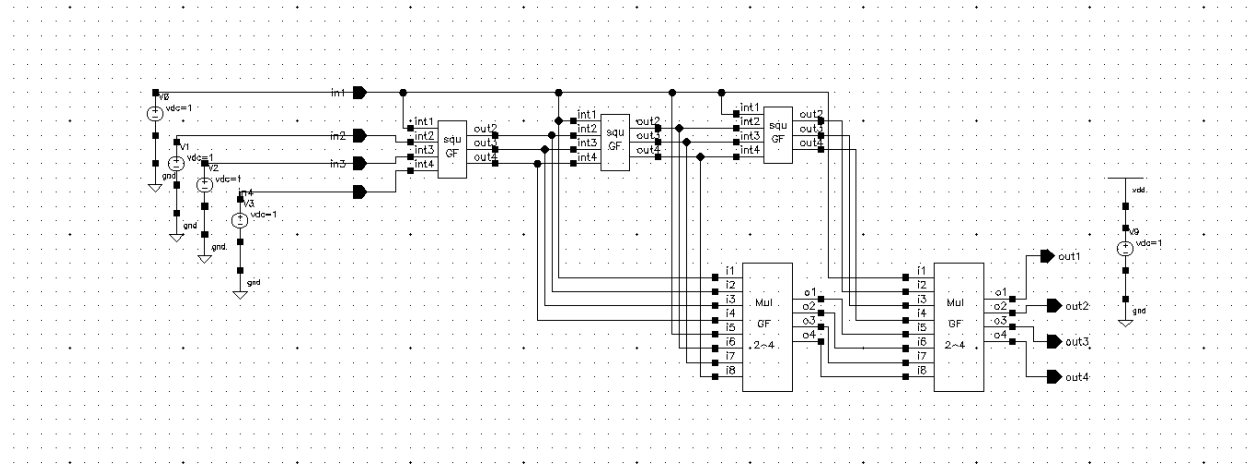 V0
vdc=1
gnd
V1
vdc=1
gnd
V2
vdc=1
gnd
in4
V3
vdc=1
gnd
in1
in2
in3
int1
int2
int3
int4
squ
GF
out2
out3
out4
int1
int2
int3
int4
squ
GF
out2
out3
out4
int1
int2
int3
int4
squ
GF
out2
out3
out4
i1
i2
i3
i4
i5
i6
i7
i8
Mul
GF
2^4
o1
o2
o3
o4
i1
i2
i3
i4
i5
i6
i7
i8
Mul
GF
2^4
o1
o2
o3
o4
out1
out2
out3
out4
vdd
V9
vdc=1
gnd